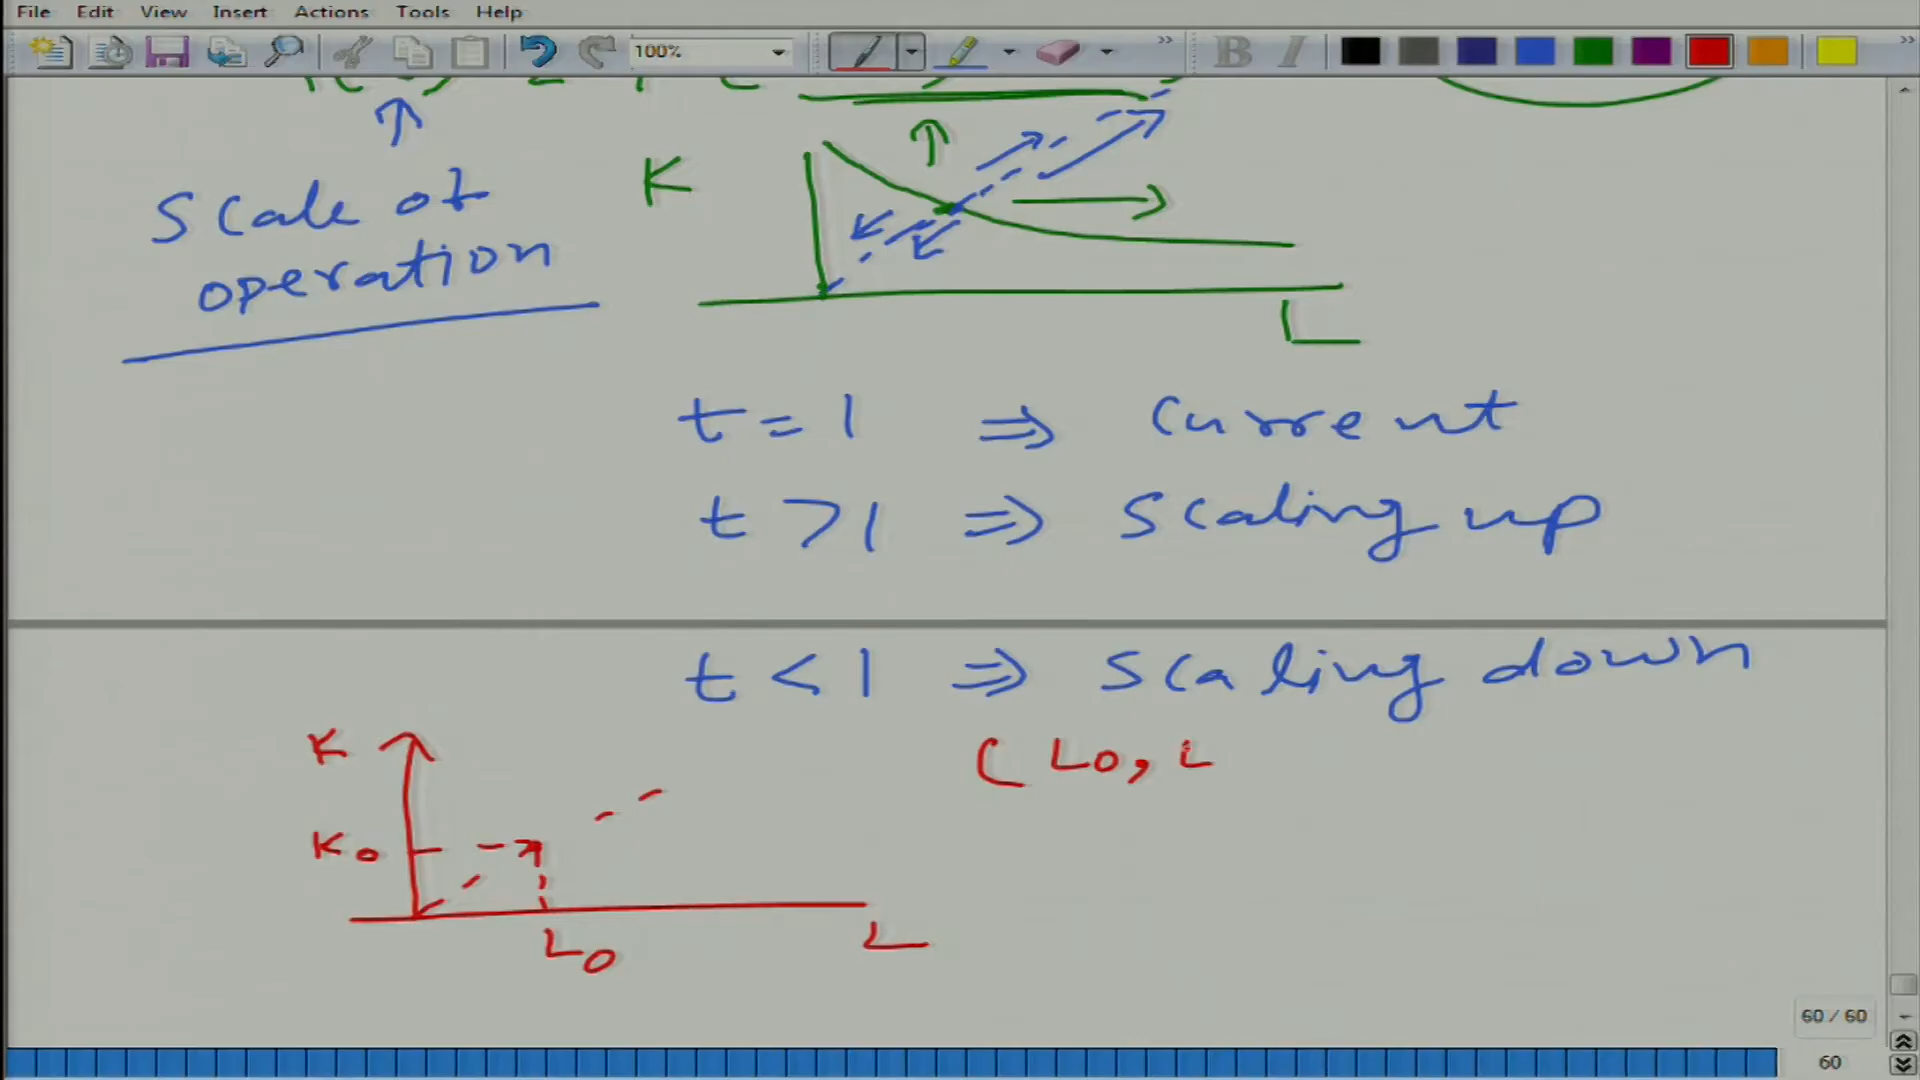 File Edit View Insert Actions Tools Help
100%
B I
K
Scale of
operation
L
t = 1 ⇒ Current
t > 1 ⇒ Scaling up
t < 1 ⇒ Scaling down
K
( L0, L
K0
L0
L
60 / 60
60